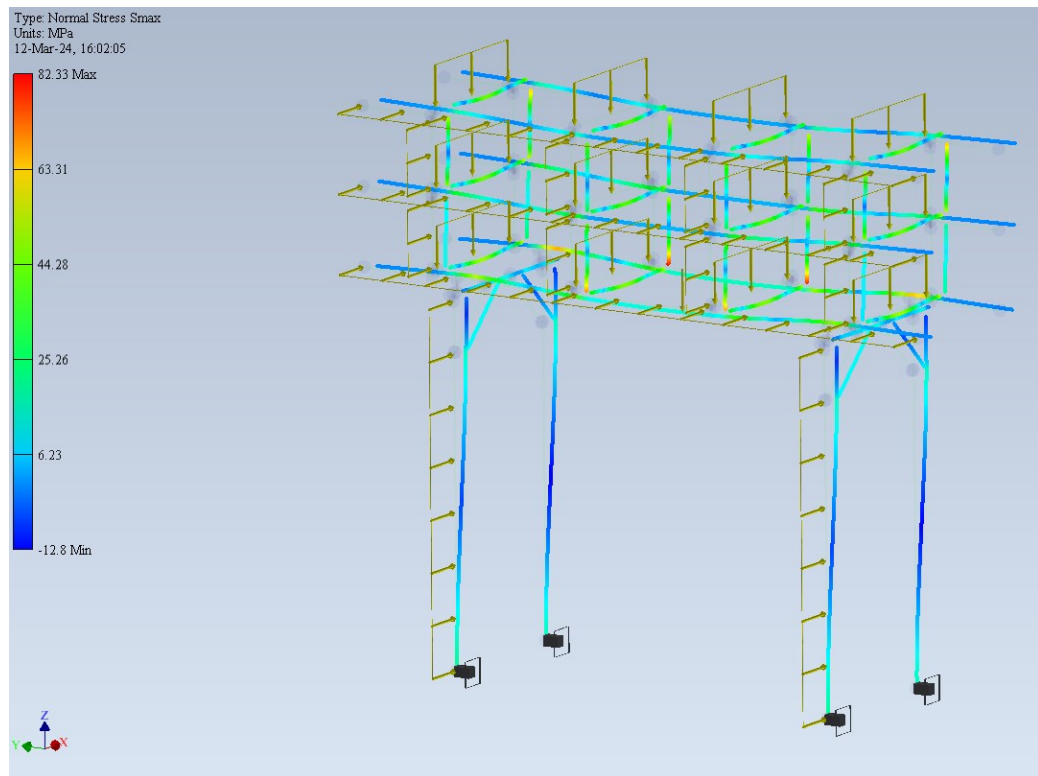 Type: Normal Stress Smax
Units: MPa
12-Mar-24, 16:02:05
82.33 Max
63.31
44.28
25.26
6.23
-12.8 Min
Z
Y
X